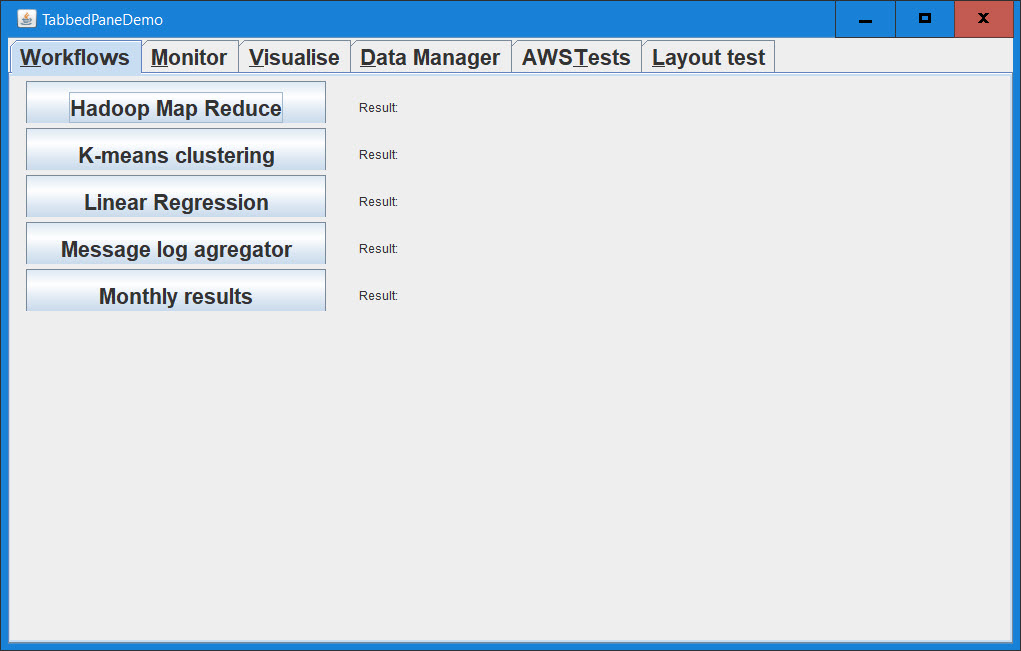 TabbedPaneDemo
Workflows Monitor Visualise Data Manager AWSTests Layout test
Hadoop Map Reduce Result:
K-means clustering Result:
Linear Regression Result:
Message log agregator Result:
Monthly results Result: